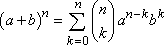 (a+b)^n = \sum_{k=0}^{n} \binom{n}{k} a^{n-k} b^k